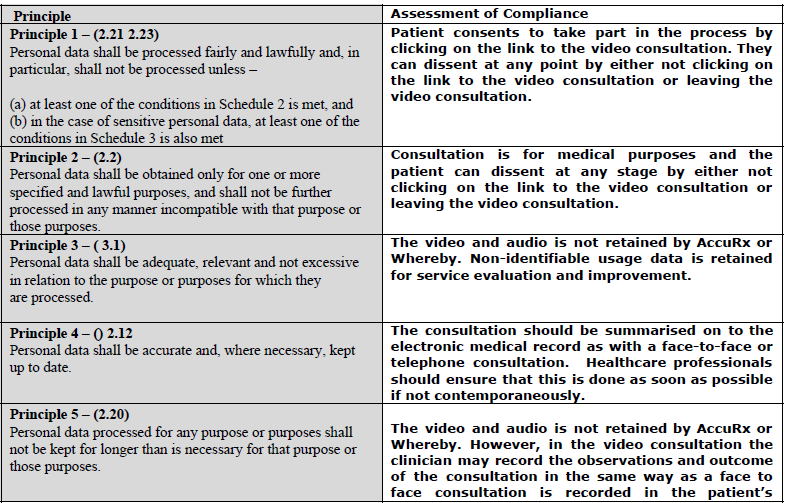 Principle
Assessment of Compliance
Principle 1 – (2.21 2.23)
Personal data shall be processed fairly and lawfully and, in
particular, shall not be processed unless –
(a) at least one of the conditions in Schedule 2 is met, and
(b) in the case of sensitive personal data, at least one of the
conditions in Schedule 3 is also met
Patient consents to take part in the process by
clicking on the link to the video consultation. They
can dissent at any point by either not clicking on
the link to the video consultation or leaving the
video consultation.
Principle 2 – (2.2)
Personal data shall be obtained only for one or more
specified and lawful purposes, and shall not be further
processed in any manner incompatible with that purpose or
those purposes.
Consultation is for medical purposes and the
patient can dissent at any stage by either not
clicking on the link to the video consultation or
leaving the video consultation.
Principle 3 – ( 3.1)
Personal data shall be adequate, relevant and not excessive
in relation to the purpose or purposes for which they
are processed.
The video and audio is not retained by AccuRx or
Whereby. Non-identifiable usage data is retained
for service evaluation and improvement.
Principle 4 – () 2.12
Personal data shall be accurate and, where necessary, kept
up to date.
The consultation should be summarised on to the
electronic medical record as with a face-to-face or
telephone consultation. Healthcare professionals
should ensure that this is done as soon as possible
if not contemporaneously.
Principle 5 – (2.20)
Personal data processed for any purpose or purposes shall
not be kept for longer than is necessary for that purpose or
those purposes.
The video and audio is not retained by AccuRx or
Whereby. However, in the video consultation the
clinician may record the observations and outcome
of the consultation in the same way as a face to
face consultation is recorded in the patient's